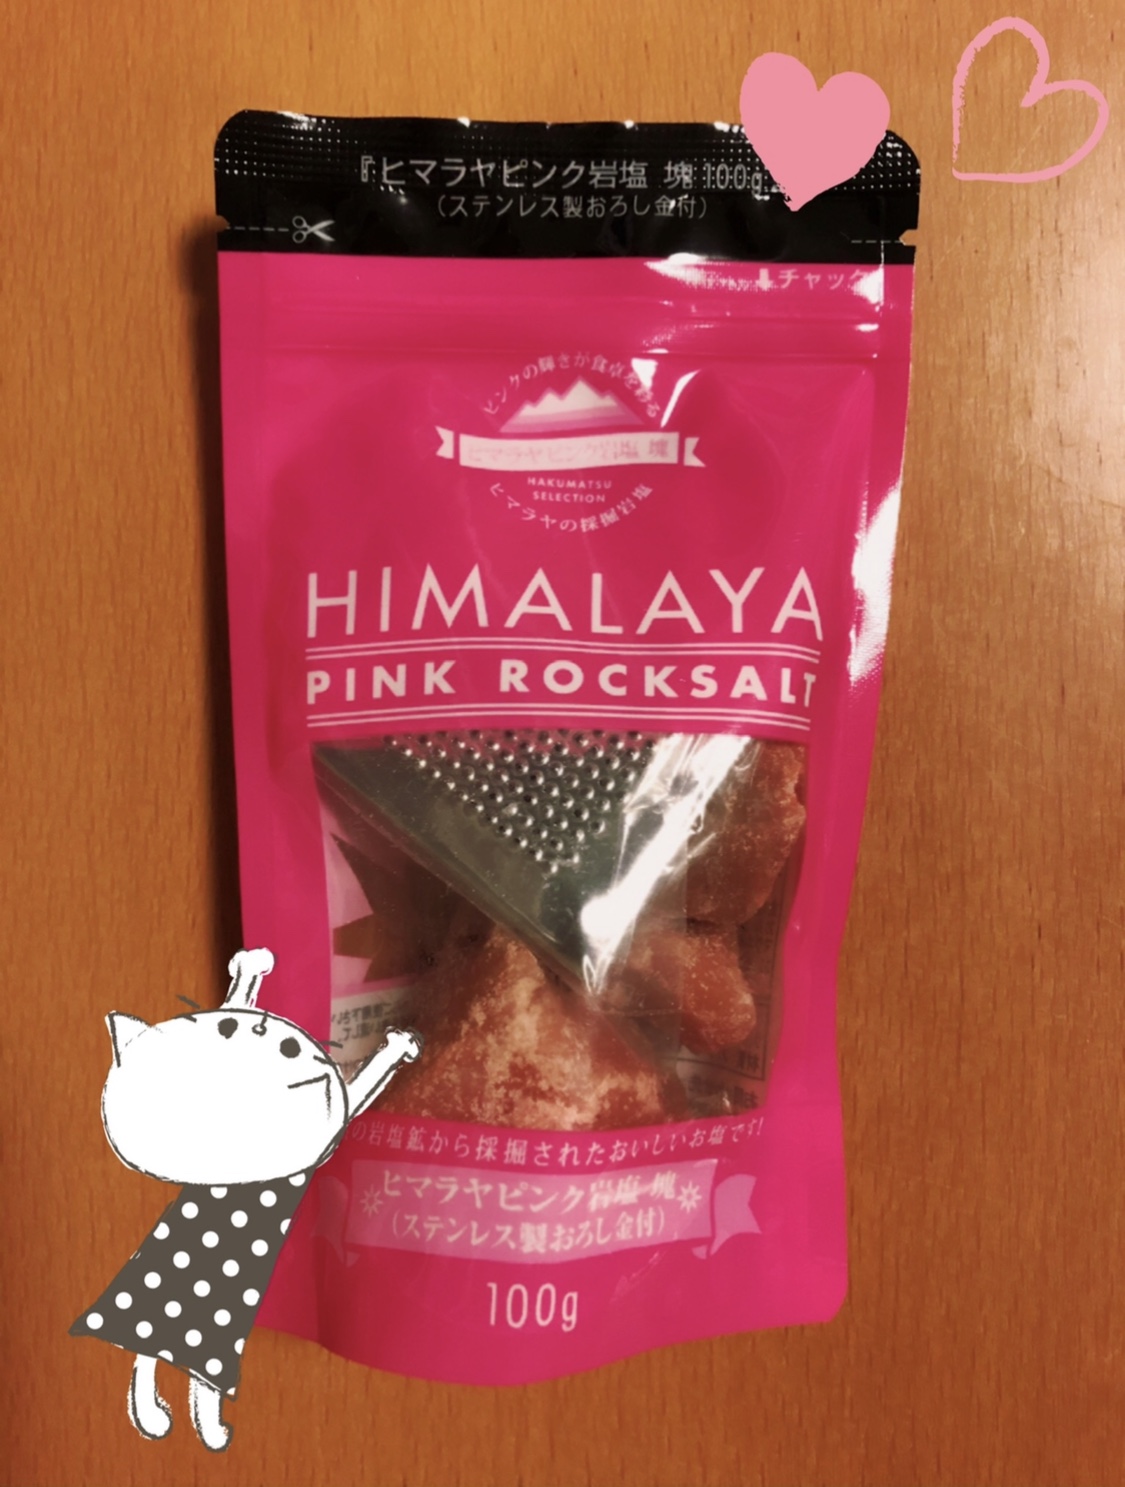 『ヒマラヤピンク岩塩 塊 100g
(ステンレス製おろし金付)
⬇チャック
ピンクの輝きが食卓を彩る
ヒマラヤピンク岩塩 塊
HAKUMATSU
SELECTION
ヒマラヤの採掘岩塩
HIMALAYA
PINK ROCKSALT
の岩塩鉱から採掘されたおいしいお塩です!
ヒマラヤピンク岩塩 塊
(ステンレス製おろし金付)
100g